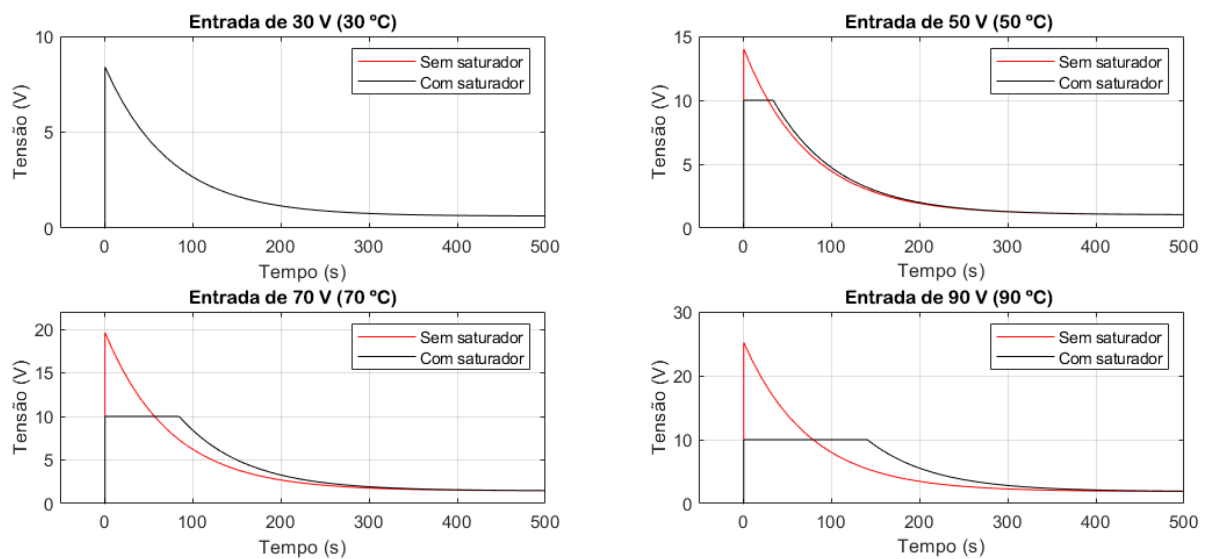 Entrada de 30 V (30 ºC)
Tensão (V)
10
5
0
Sem saturador
Com saturador
0 100 200 300 400 500
Tempo (s)
Entrada de 50 V (50 ºC)
Tensão (V)
15
10
5
0
Sem saturador
Com saturador
0 100 200 300 400 500
Tempo (s)
Entrada de 70 V (70 ºC)
Tensão (V)
20
15
10
5
0
Sem saturador
Com saturador
0 100 200 300 400 500
Tempo (s)
Entrada de 90 V (90 ºC)
Tensão (V)
30
20
10
0
Sem saturador
Com saturador
0 100 200 300 400 500
Tempo (s)